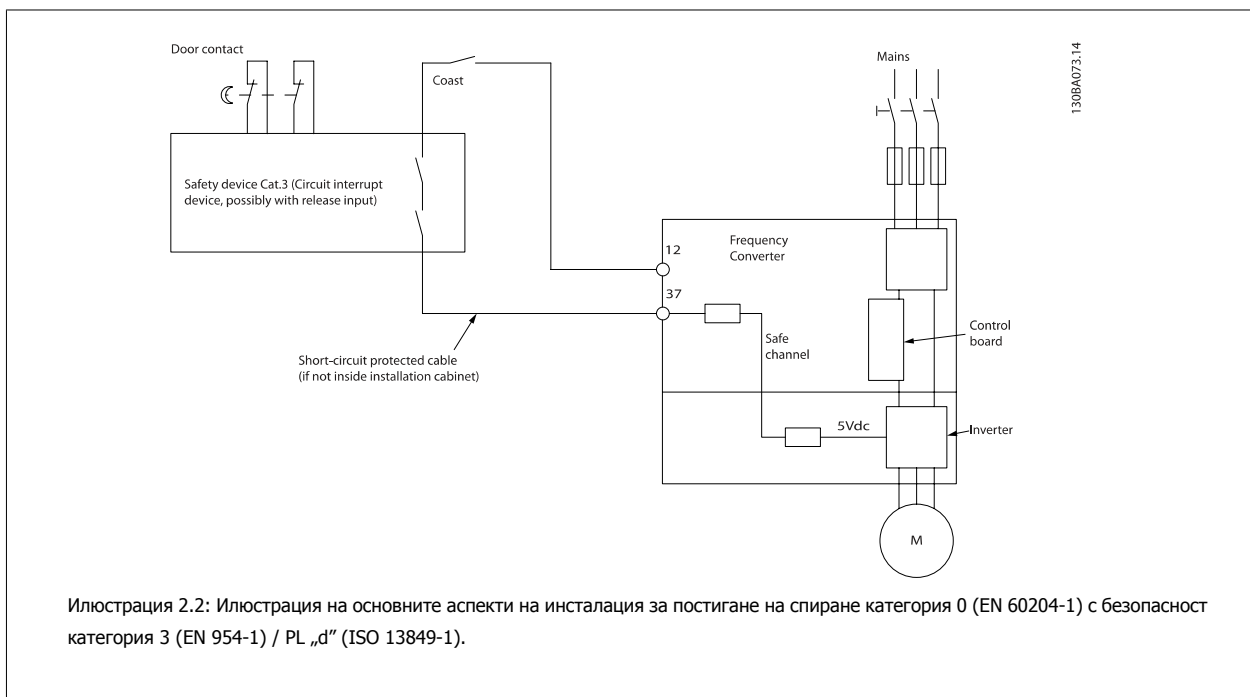 Door contact
Coast
Mains
130BA073.14
Safety device Cat.3 (Circuit interrupt
device, possibly with release input)
12
Frequency
Converter
37
Safe
channel
Control
board
Short-circuit protected cable
(if not inside installation cabinet)
5Vdc
Inverter
M
Илюстрация 2.2: Илюстрация на основните аспекти на инсталация за постигане на спиране категория 0 (EN 60204-1) с безопасност
категория 3 (EN 954-1) / PL „d” (ISO 13849-1).